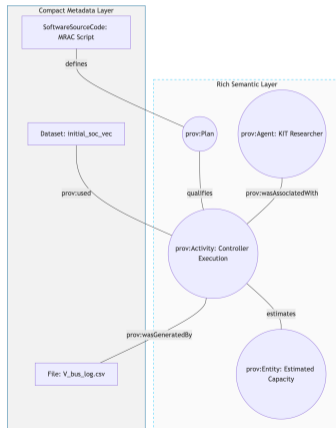 Compact Metadata Layer
SoftwareSourceCode:
MRAC Script
defines
Rich Semantic Layer
Dataset: initial_soc_vec
prov:Plan
prov:Agent: KIT Researcher
prov:used
qualifies
prov:wasAssociatedWith
prov:Activity: Controller
Execution
prov:wasGeneratedBy
estimates
File: V_bus_log.csv
prov:Entity: Estimated
Capacity